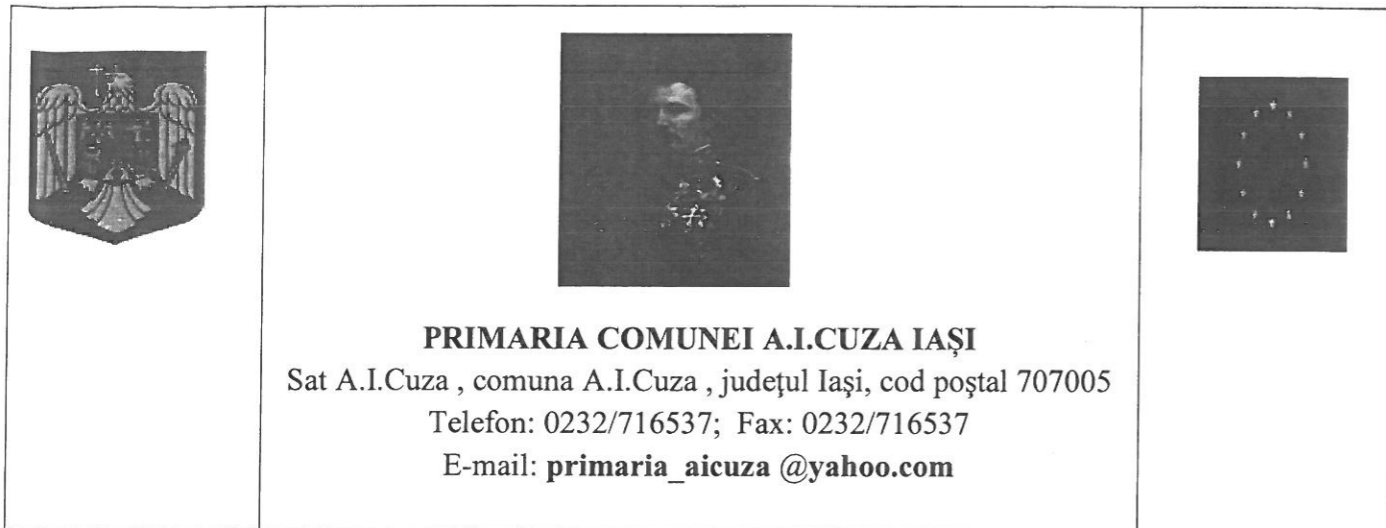 PRIMARIA COMUNEI A.I.CUZA IAȘI
Sat A.I.Cuza , comuna A.I.Cuza , judeţul Iaşi, cod poştal 707005
Telefon: 0232/716537; Fax: 0232/716537
E-mail: primaria_aicuza @yahoo.com